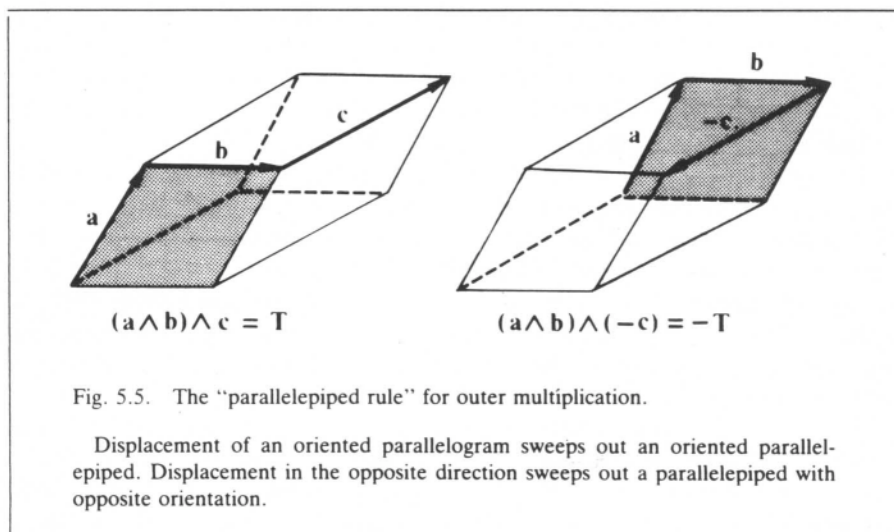 b
c
a
(a∧b)∧c = T
b
a
-c.
(a∧b)∧(-c) = -T
Fig. 5.5. The "parallelepiped rule" for outer multiplication.
Displacement of an oriented parallelogram sweeps out an oriented parallel-
epiped. Displacement in the opposite direction sweeps out a parallelepiped with
opposite orientation.